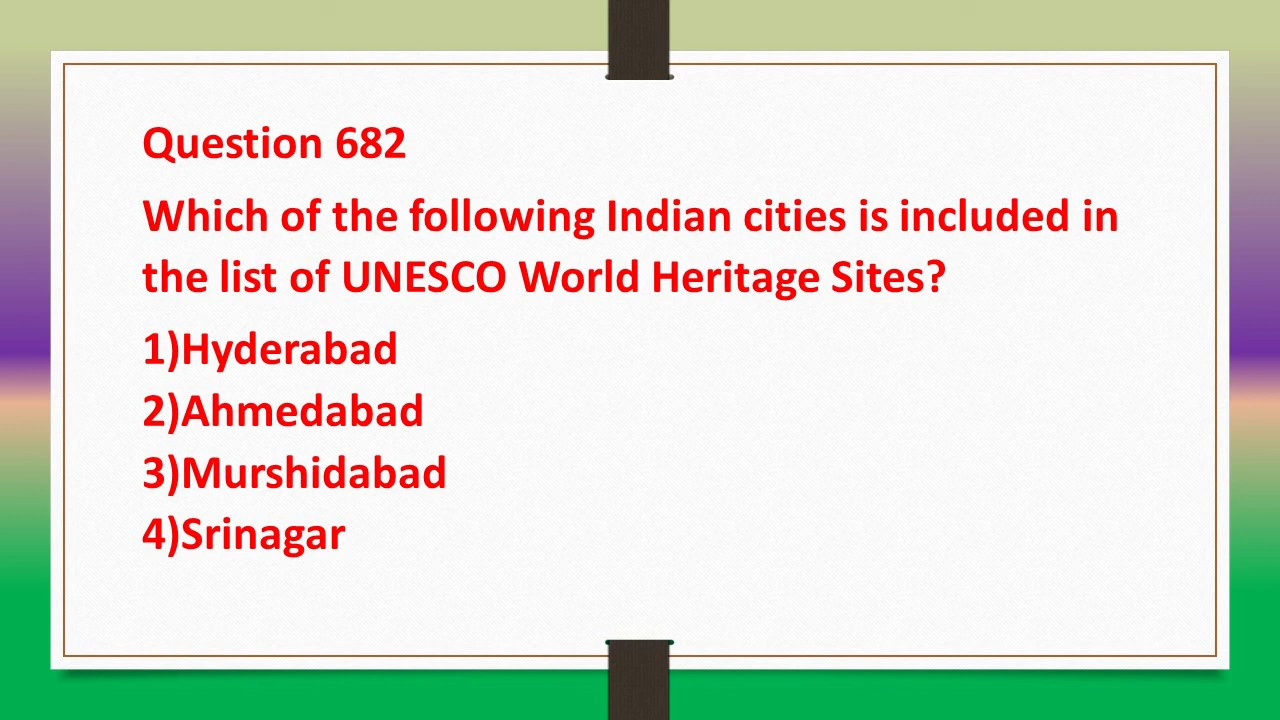 Question 682
Which of the following Indian cities is included in
the list of UNESCO World Heritage Sites?
1)Hyderabad
2)Ahmedabad
3)Murshidabad
4)Srinagar